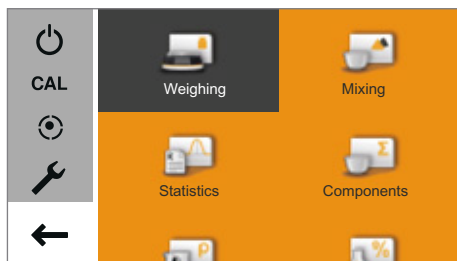 CAL
Weighing
Mixing
Statistics
Σ
Components
ρ
%